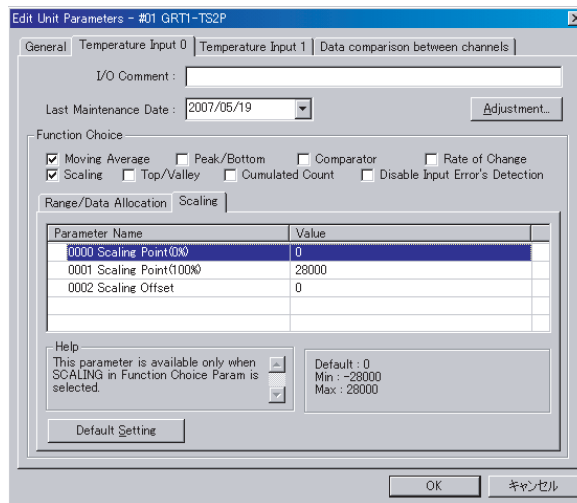 Edit Unit Parameters - #01 GRT1-TS2P
General Temperature Input 0 Temperature Input 1 Data comparison between channels
I/O Comment :
Last Maintenance Date : 2007/05/19 Adjustment...
Function Choice
Moving Average Peak/Bottom Comparator Rate of Change
Scaling Top/Valley Cumulated Count Disable Input Error's Detection
Range/Data Allocation Scaling
Parameter Name Value
0000 Scaling Point(0%) 0
0001 Scaling Point(100%) 28000
0002 Scaling Offset 0
Help
This parameter is available only when
SCALING in Function Choice Param is
selected.
Default : 0
Min : -28000
Max : 28000
Default Setting
OK キャンセル